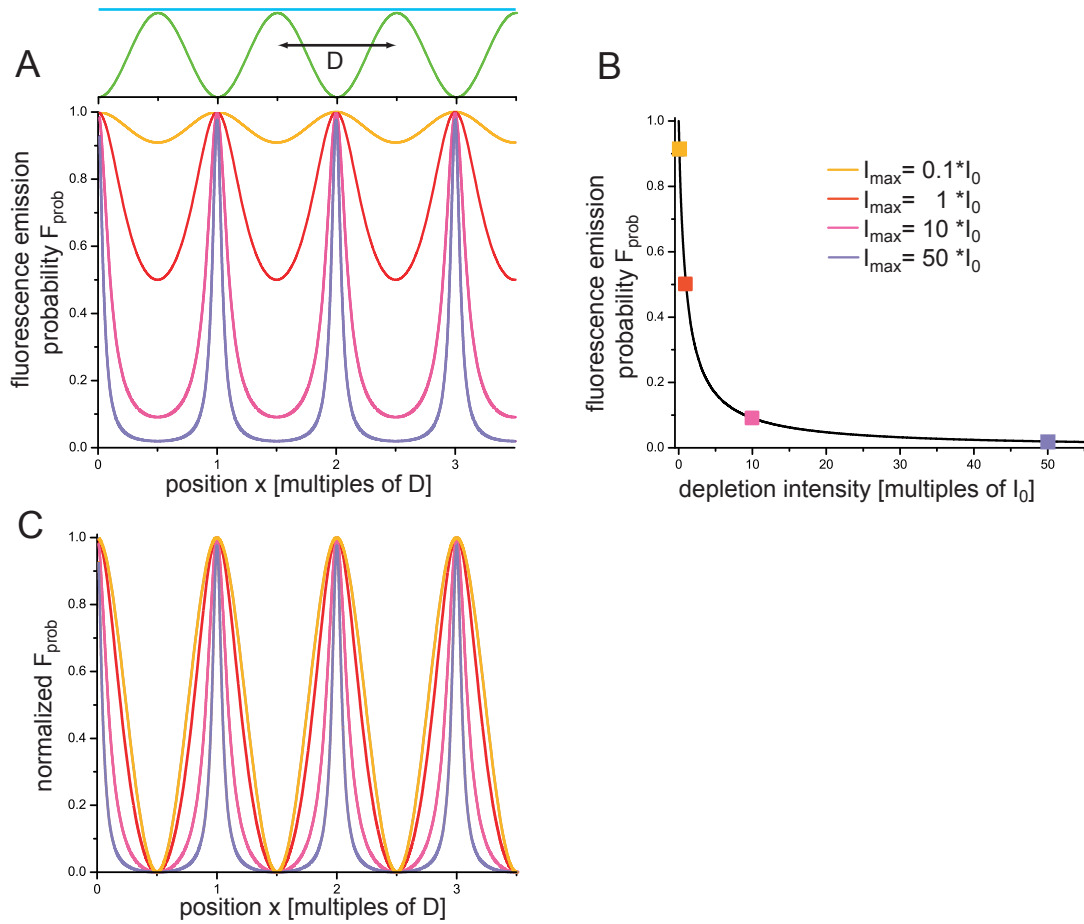 A
D
fluorescence emission
probability F_prob
1.0
0.8
0.6
0.4
0.2
0.0
0
1
2
3
position x [multiples of D]
B
fluorescence emission
probability F_prob
1.0
0.8
0.6
0.4
0.2
0.0
I_max= 0.1*I_0
I_max= 1 *I_0
I_max= 10 *I_0
I_max= 50 *I_0
0
10
20
30
40
50
depletion intensity [multiples of I_0]
C
normalized F_prob
1.0
0.8
0.6
0.4
0.2
0.0
0
1
2
3
position x [multiples of D]